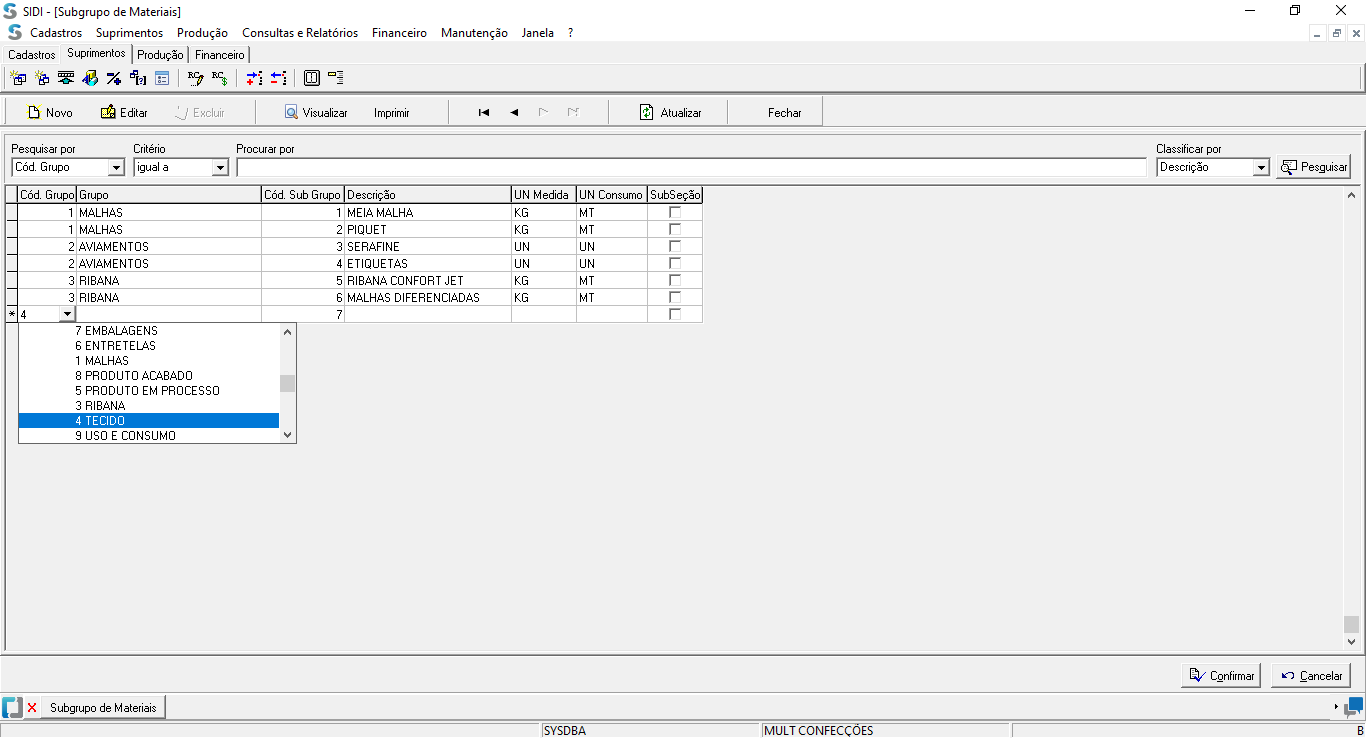 SIDI - [Subgrupo de Materiais]
Cadastros Suprimentos Produção Consultas e Relatórios Financeiro Manutenção Janela ?
Cadastros Suprimentos Produção Financeiro
Novo Editar Excluir Visualizar Imprimir Atualizar Fechar
Pesquisar por Critério Procurar por Classificar por
Cód. Grupo igual a Descrição Pesquisar
Cód. Grupo Grupo Cód. Sub Grupo Descrição UN Medida UN Consumo SubSeção
1 MALHAS 1 MEIA MALHA KG MT
1 MALHAS 2 PIQUET KG MT
2 AVIAMENTOS 3 SERAFINE UN UN
2 AVIAMENTOS 4 ETIQUETAS UN UN
3 RIBANA 5 RIBANA CONFORT JET KG MT
3 RIBANA 6 MALHAS DIFERENCIADAS KG MT
* 4 7
7 EMBALAGENS
6 ENTRETELAS
1 MALHAS
8 PRODUTO ACABADO
5 PRODUTO EM PROCESSO
3 RIBANA
4 TECIDO
9 USO E CONSUMO
Confirmar Cancelar
Subgrupo de Materiais
SYSDBA MULT CONFECÇÕES B